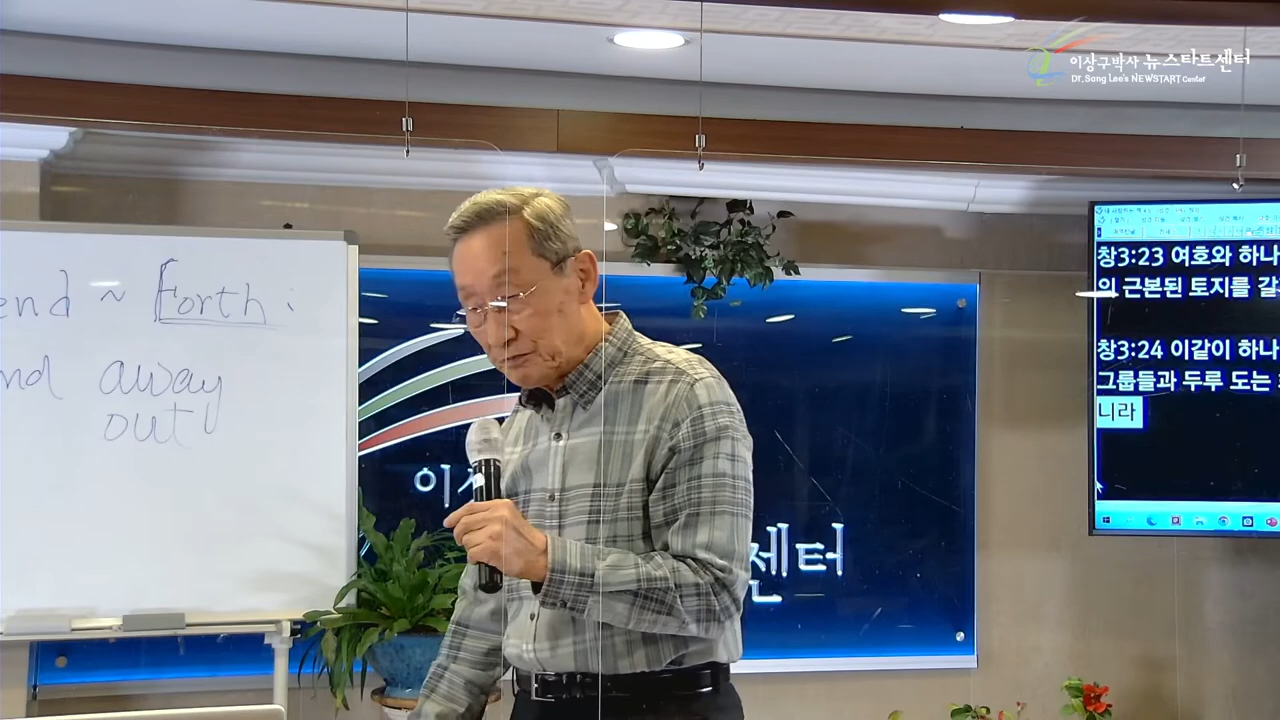 이상구박사 뉴스타트센터
Dr. Sang Lee's NEWSTART Center
end ~ Forth :
nd away
out
창3:23 여호와 하나
의 근본된 토지를 갈
창3:24 이같이 하나
그룹들과 두루 도는
니라
이
센터